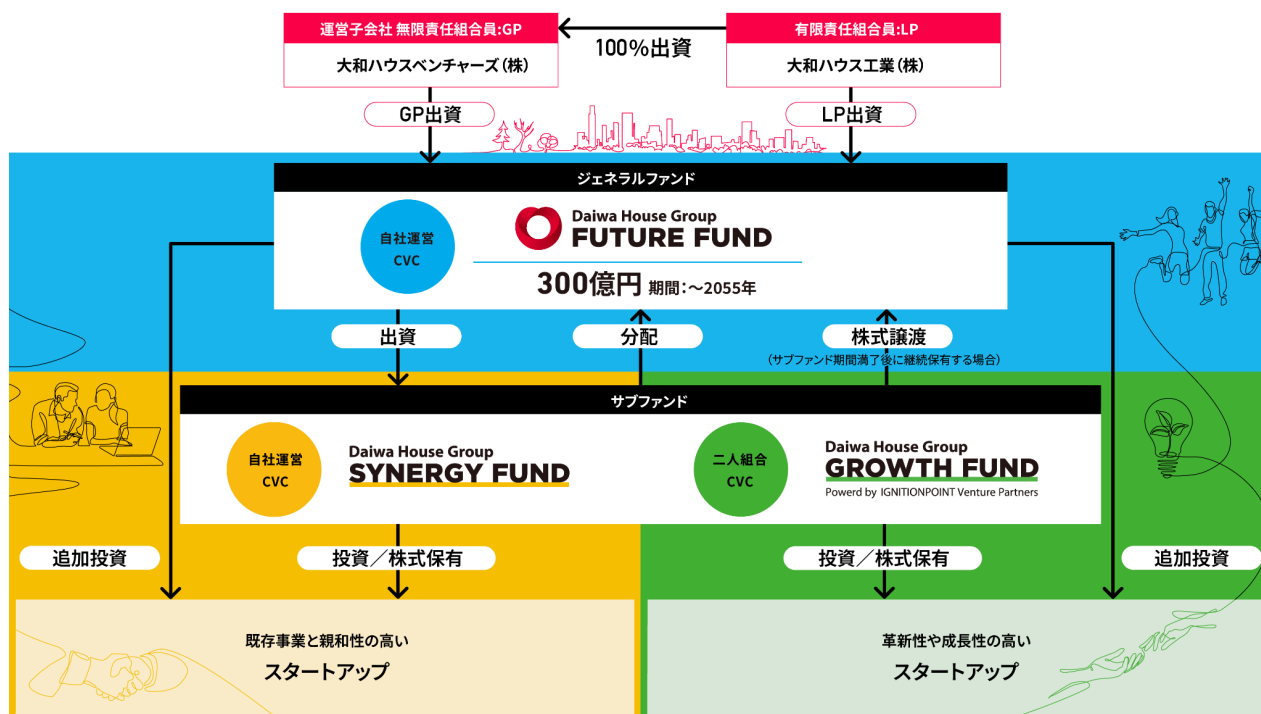 運営子会社 無限責任組合員:GP
大和ハウスベンチャーズ(株)
100%出資
有限責任組合員:LP
大和ハウス工業(株)
GP出資
LP出資
ジェネラルファンド
自社運営
CVC
Daiwa House Group
FUTURE FUND
300億円 期間:〜2055年
出資
分配
株式譲渡
(サブファンド期間満了後に継続保有する場合)
サブファンド
自社運営
CVC
Daiwa House Group
SYNERGY FUND
二人組合
CVC
Daiwa House Group
GROWTH FUND
Powerd by IGNITIONPOINT Venture Partners
追加投資
投資/株式保有
投資/株式保有
追加投資
既存事業と親和性の高い
スタートアップ
革新性や成長性の高い
スタートアップ